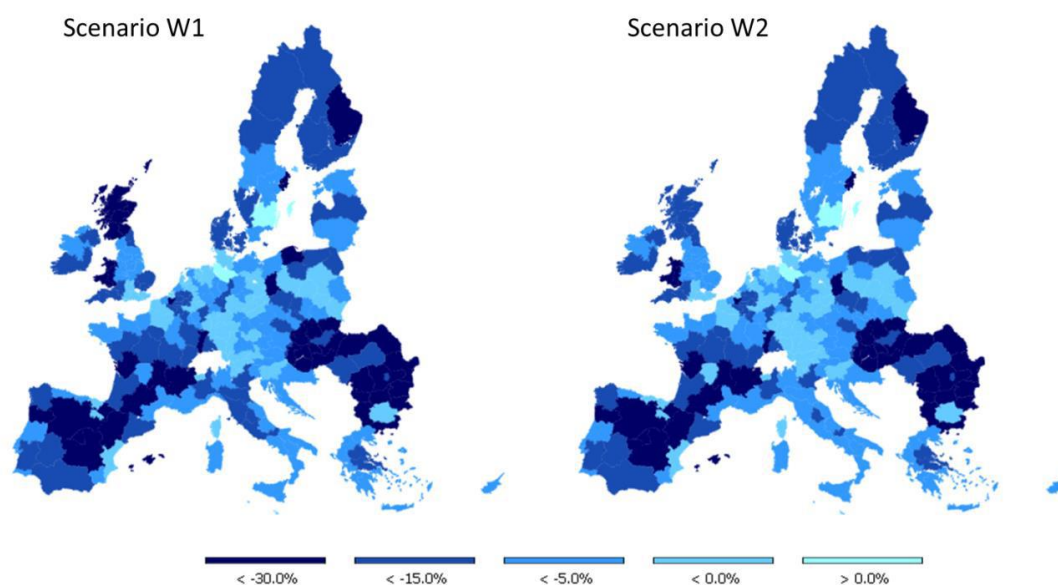 Scenario W1
Scenario W2
< -30.0%
< -15.0%
< -5.0%
< 0.0%
> 0.0%